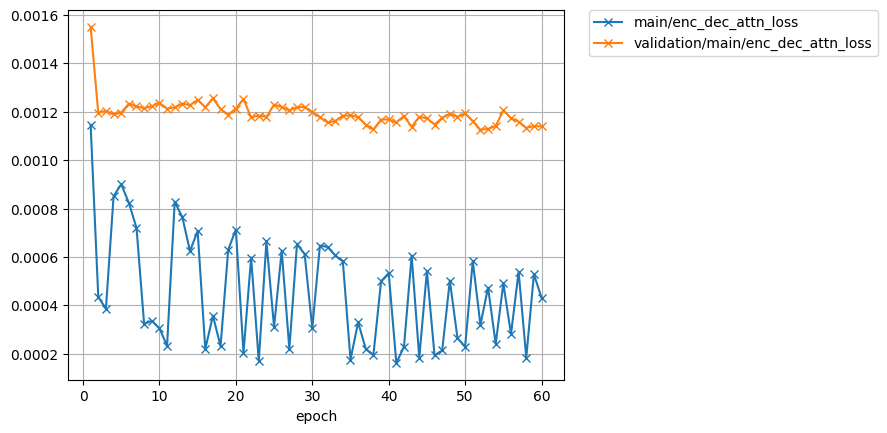 0.0016
0.0014
0.0012
0.0010
0.0008
0.0006
0.0004
0.0002
0 10 20 30 40 50 60
epoch
main/enc_dec_attn_loss
validation/main/enc_dec_attn_loss